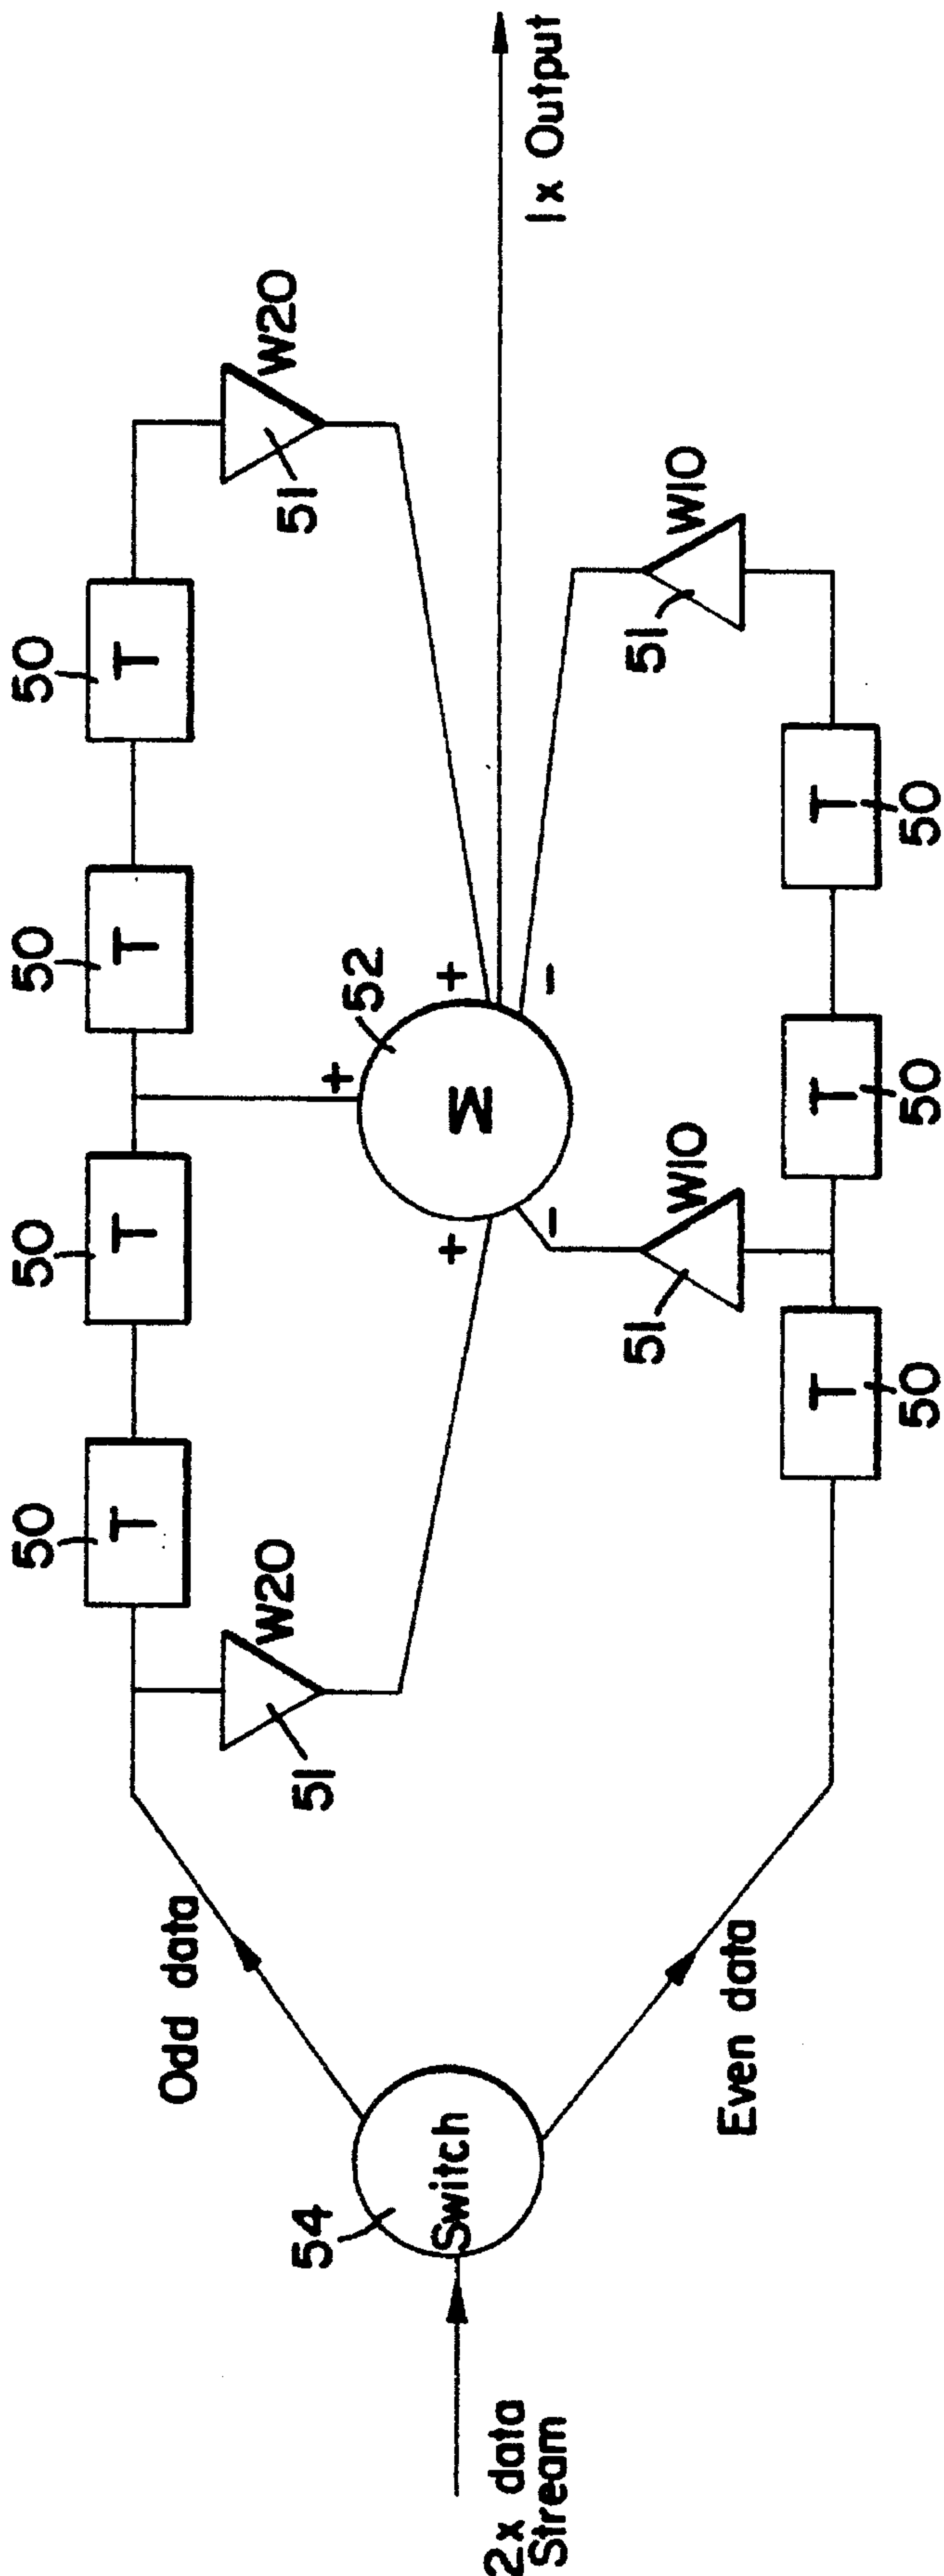 50 50 50 50
T T T T
Odd data
51 W20
51 W20
54
Switch
52
+ + + Σ
2x data
Stream
1x Output
- -
51 W10
51 W10
Even data
T T T
50 50 50